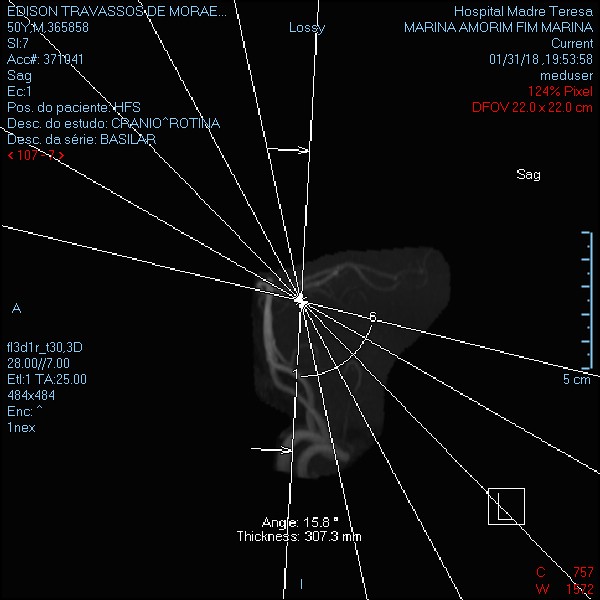 EDISON TRAVASSOS DE MORAE...
50Y,M,365858
Sl:7
Acc#: 371041
Sag
Ec:1
Pos. do paciente:HFS
Desc. do estudo: CRANIO^ROTINA
Desc. da série: BASILAR
<107-7>
Lossy
Hospital Madre Teresa
MARINA AMORIM FIM MARINA
Current
01/31/18 ,19:53:58
meduser
124% Pixel
DFOV 22.0 x 22.0 cm
Sag
A
6
1
fl3d1r_t30,3D
28.00//7.00
Etl:1 TA:25.00
484x484
Enc: ^
1nex
5 cm
L
Angle: 15.8 °
Thickness: 307.3 mm
I
C 757
W 1572